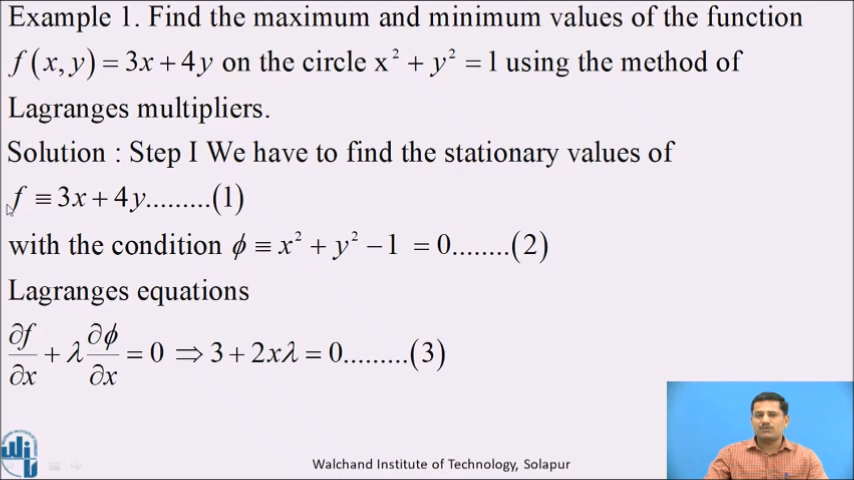 Example 1. Find the maximum and minimum values of the function
f(x, y) = 3x + 4y on the circle x² + y² = 1 using the method of
Lagranges multipliers.
Solution : Step I We have to find the stationary values of
f ≡ 3x + 4y.........(1)
with the condition ϕ ≡ x² + y² − 1 = 0........(2)
Lagranges equations
∂f/∂x + λ ∂ϕ/∂x = 0 ⇒ 3 + 2xλ = 0.........(3)
Walchand Institute of Technology, Solapur